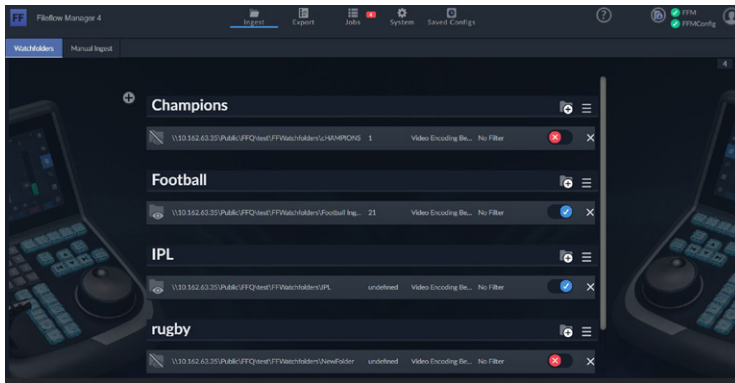 FF Fileflow Manager 4 Ingest Export Jobs 4 System Saved Configs ? FFM FFMConfig
Watchfolders Manual Ingest
4
Champions
\\10.162.63.35\Public\FFQ\test\FFWatchfolders\cHAMPIONS 1 Video Encoding Be... No Filter
Football
\\10.162.63.35\Public\FFQ\test\FFWatchfolders\Football Ing... 21 Video Encoding Be... No Filter
IPL
\\10.162.63.35\Public\FFQ\test\FFWatchfolders\IPL undefined Video Encoding Be... No Filter
rugby
\\10.162.63.35\Public\FFQ\test\FFWatchfolders\NewFolder undefined Video Encoding Be... No Filter